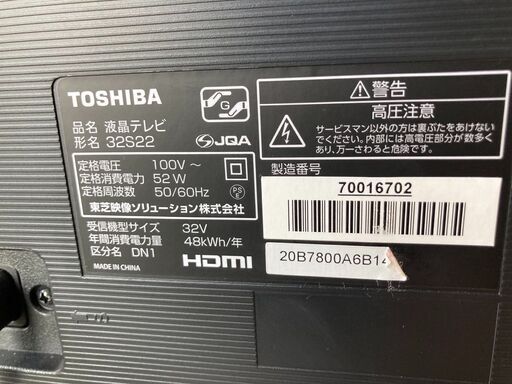 TOSHIBA
品名 液晶テレビ
形名 32S22
G
JQA
定格電圧 100V ～
定格消費電力 52W
定格周波数 50/60Hz
PS
E
東芝映像ソリューション株式会社
受信機型サイズ 32V
年間消費電力量 48kWh/年
区分名 DN1
MADE IN CHINA
HDMI
警告
高圧注意
サービスマン以外の方は裏ぶたをあけないで
ください。内部には高電圧部分が数多く
あり、万一さわると危険です。
製造番号
70016702
20B7800A6B14